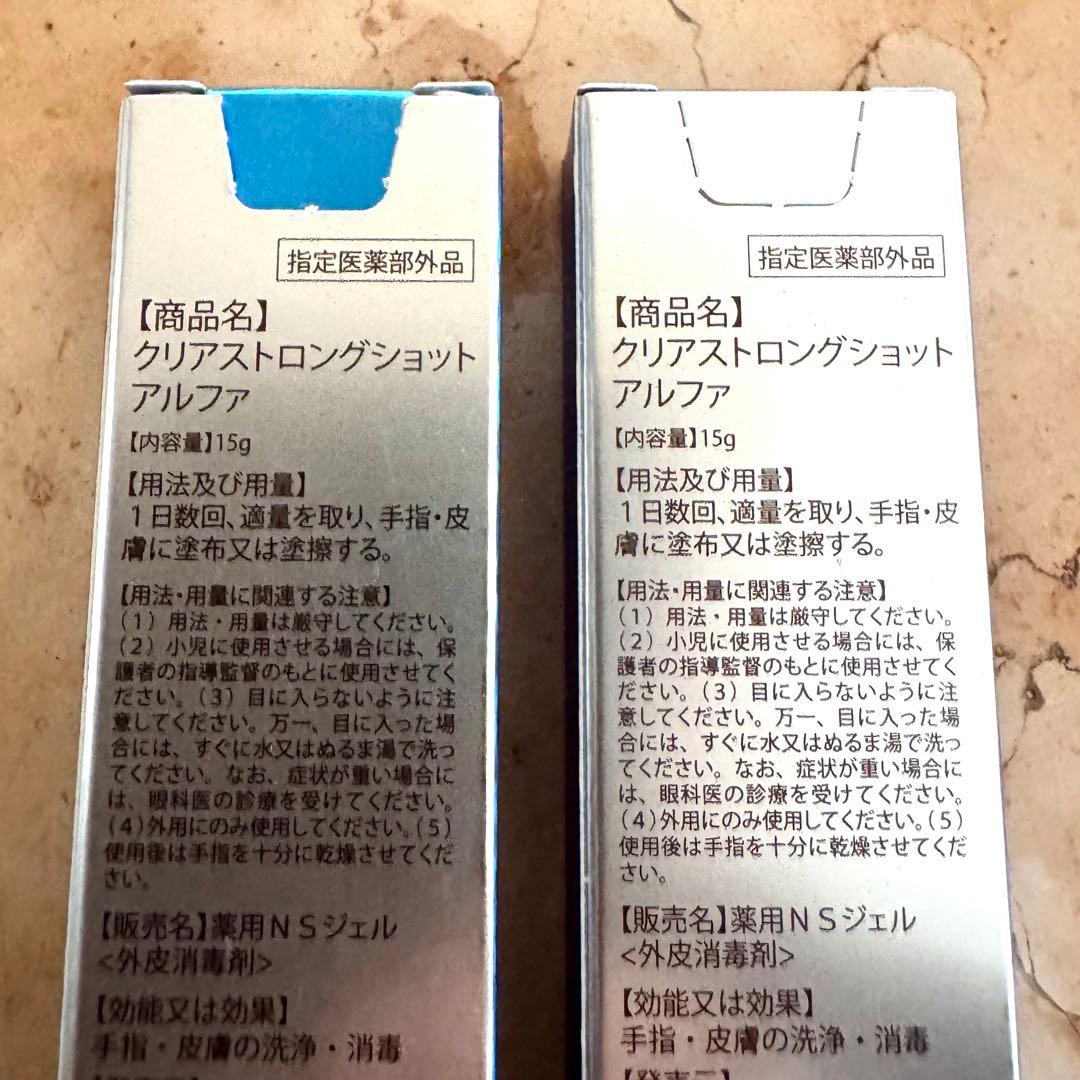 指定医薬部外品
【商品名】
クリアストロングショット
アルファ
【内容量】15g
【用法及び用量】
1日数回、適量を取り、手指・皮
膚に塗布又は塗擦する。
【用法・用量に関連する注意】
（1）用法・用量は厳守してください。
（2）小児に使用させる場合には、保
護者の指導監督のもとに使用させてく
ださい。（3）目に入らないように注
意してください。万一、目に入った場
合には、すぐに水又はぬるま湯で洗っ
てください。なお、症状が重い場合に
は、眼科医の診療を受けてください。
（4）外用にのみ使用してください。（5）
使用後は手指を十分に乾燥させてくだ
さい。
【販売名】薬用NSジェル
<外皮消毒剤>
【効能又は効果】
手指・皮膚の洗浄・消毒
指定医薬部外品
【商品名】
クリアストロングショット
アルファ
【内容量】15g
【用法及び用量】
1日数回、適量を取り、手指・皮
膚に塗布又は塗擦する。
【用法・用量に関連する注意】
（1）用法・用量は厳守してください。
（2）小児に使用させる場合には、保
護者の指導監督のもとに使用させてく
ださい。（3）目に入らないように注
意してください。万一、目に入った場
合には、すぐに水又はぬるま湯で洗っ
てください。なお、症状が重い場合に
は、眼科医の診療を受けてください。
（4）外用にのみ使用してください。（5）
使用後は手指を十分に乾燥させてくだ
さい。
【販売名】薬用NSジェル
<外皮消毒剤>
【効能又は効果】
手指・皮膚の洗浄・消毒